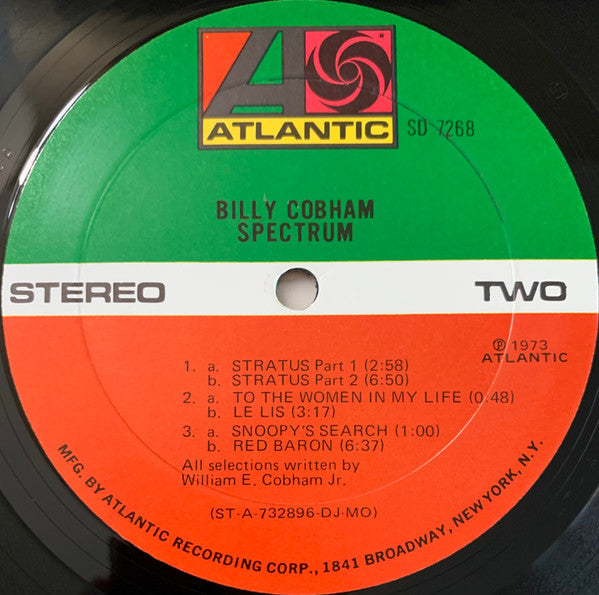 ATLANTIC
SD 7268
BILLY COBHAM
SPECTRUM
STEREO
TWO
℗ 1973
ATLANTIC
1. a. STRATUS Part 1 (2:58)
b. STRATUS Part 2 (6:50)
2. a. TO THE WOMEN IN MY LIFE (0:48)
b. LE LIS (3:17)
3. a. SNOOPY'S SEARCH (1:00)
b. RED BARON (6:37)
All selections written by
William E. Cobham Jr.
(ST-A-732896-DJ-MO)
MFG. BY ATLANTIC RECORDING CORP., 1841 BROADWAY, NEW YORK, N.Y.